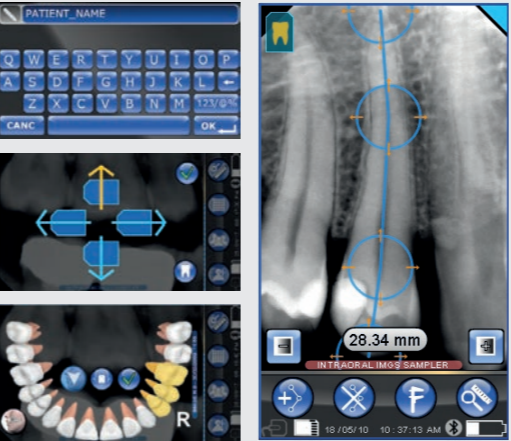 PATIENT_NAME
Q W E R T Y U I O P
A S D F G H J K L
Z X C V B N M 123/@%
CANC OK
R
28.34 mm
INTRAORAL IMGS SAMPLER
18/05/10 10:37:13 AM